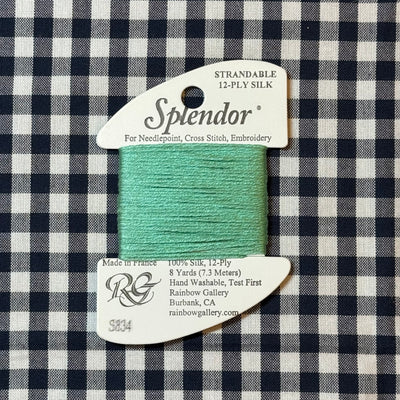 STRANDABLE
12-PLY SILK
Splendor®
For Needlepoint, Cross Stitch, Embroidery
Made in France
100% Silk, 12-Ply
8 Yards (7.3 Meters)
Hand Washable, Test First
Rainbow Gallery
Burbank, CA
rainbowgallery.com
RG
S834